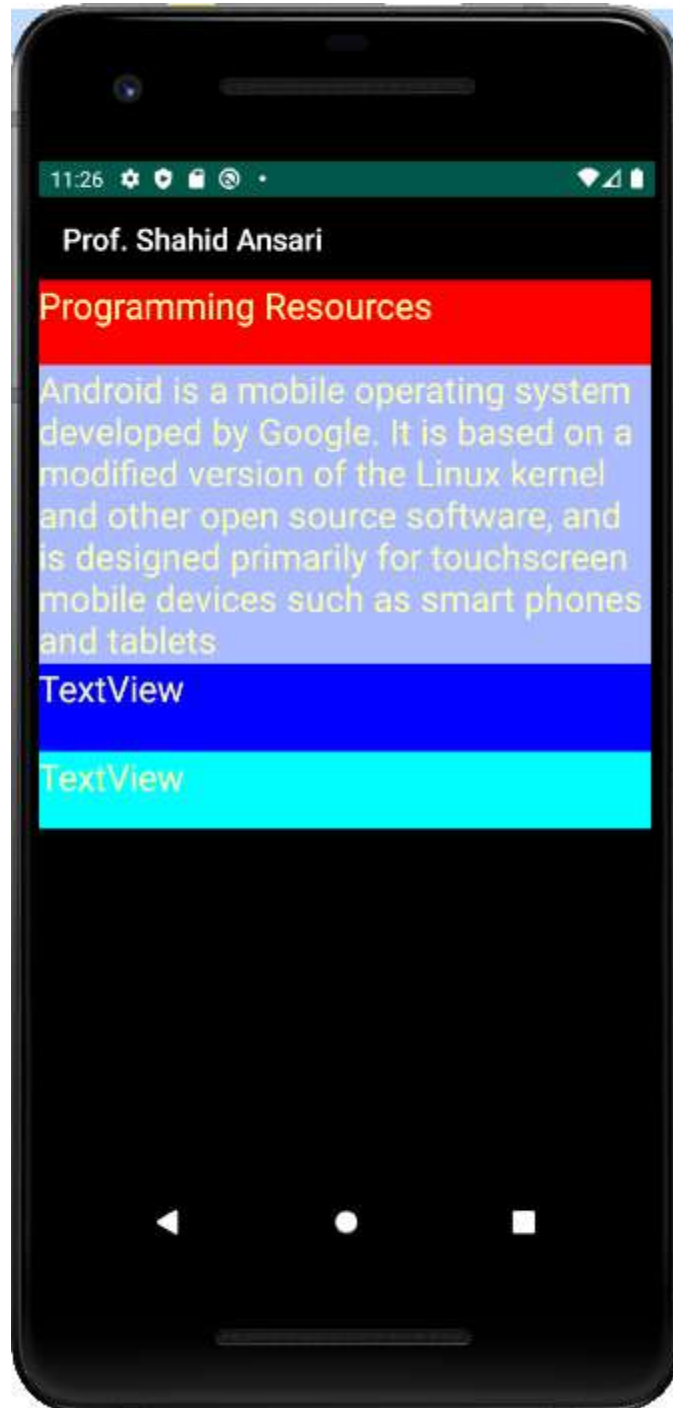 11:26
Prof. Shahid Ansari
Programming Resources
Android is a mobile operating system
developed by Google. It is based on a
modified version of the Linux kernel
and other open source software, and
is designed primarily for touchscreen
mobile devices such as smart phones
and tablets
TextView
TextView